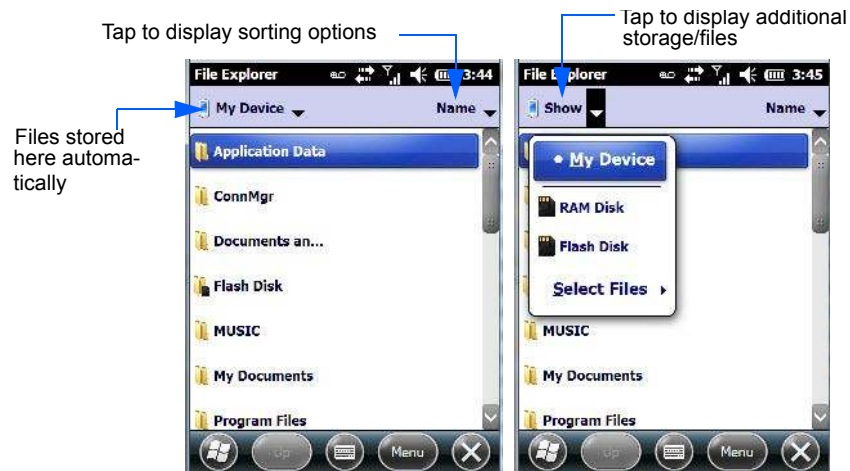 Tap to display sorting options
Tap to display additional
storage/files
Files stored
here automa-
tically
File Explorer 3:44
My Device Name
Application Data
ConnMgr
Documents an...
Flash Disk
MUSIC
My Documents
Program Files
Up Menu
File Explorer 3:45
Show Name
My Device
RAM Disk
Flash Disk
Select Files
MUSIC
My Documents
Program Files
Up Menu